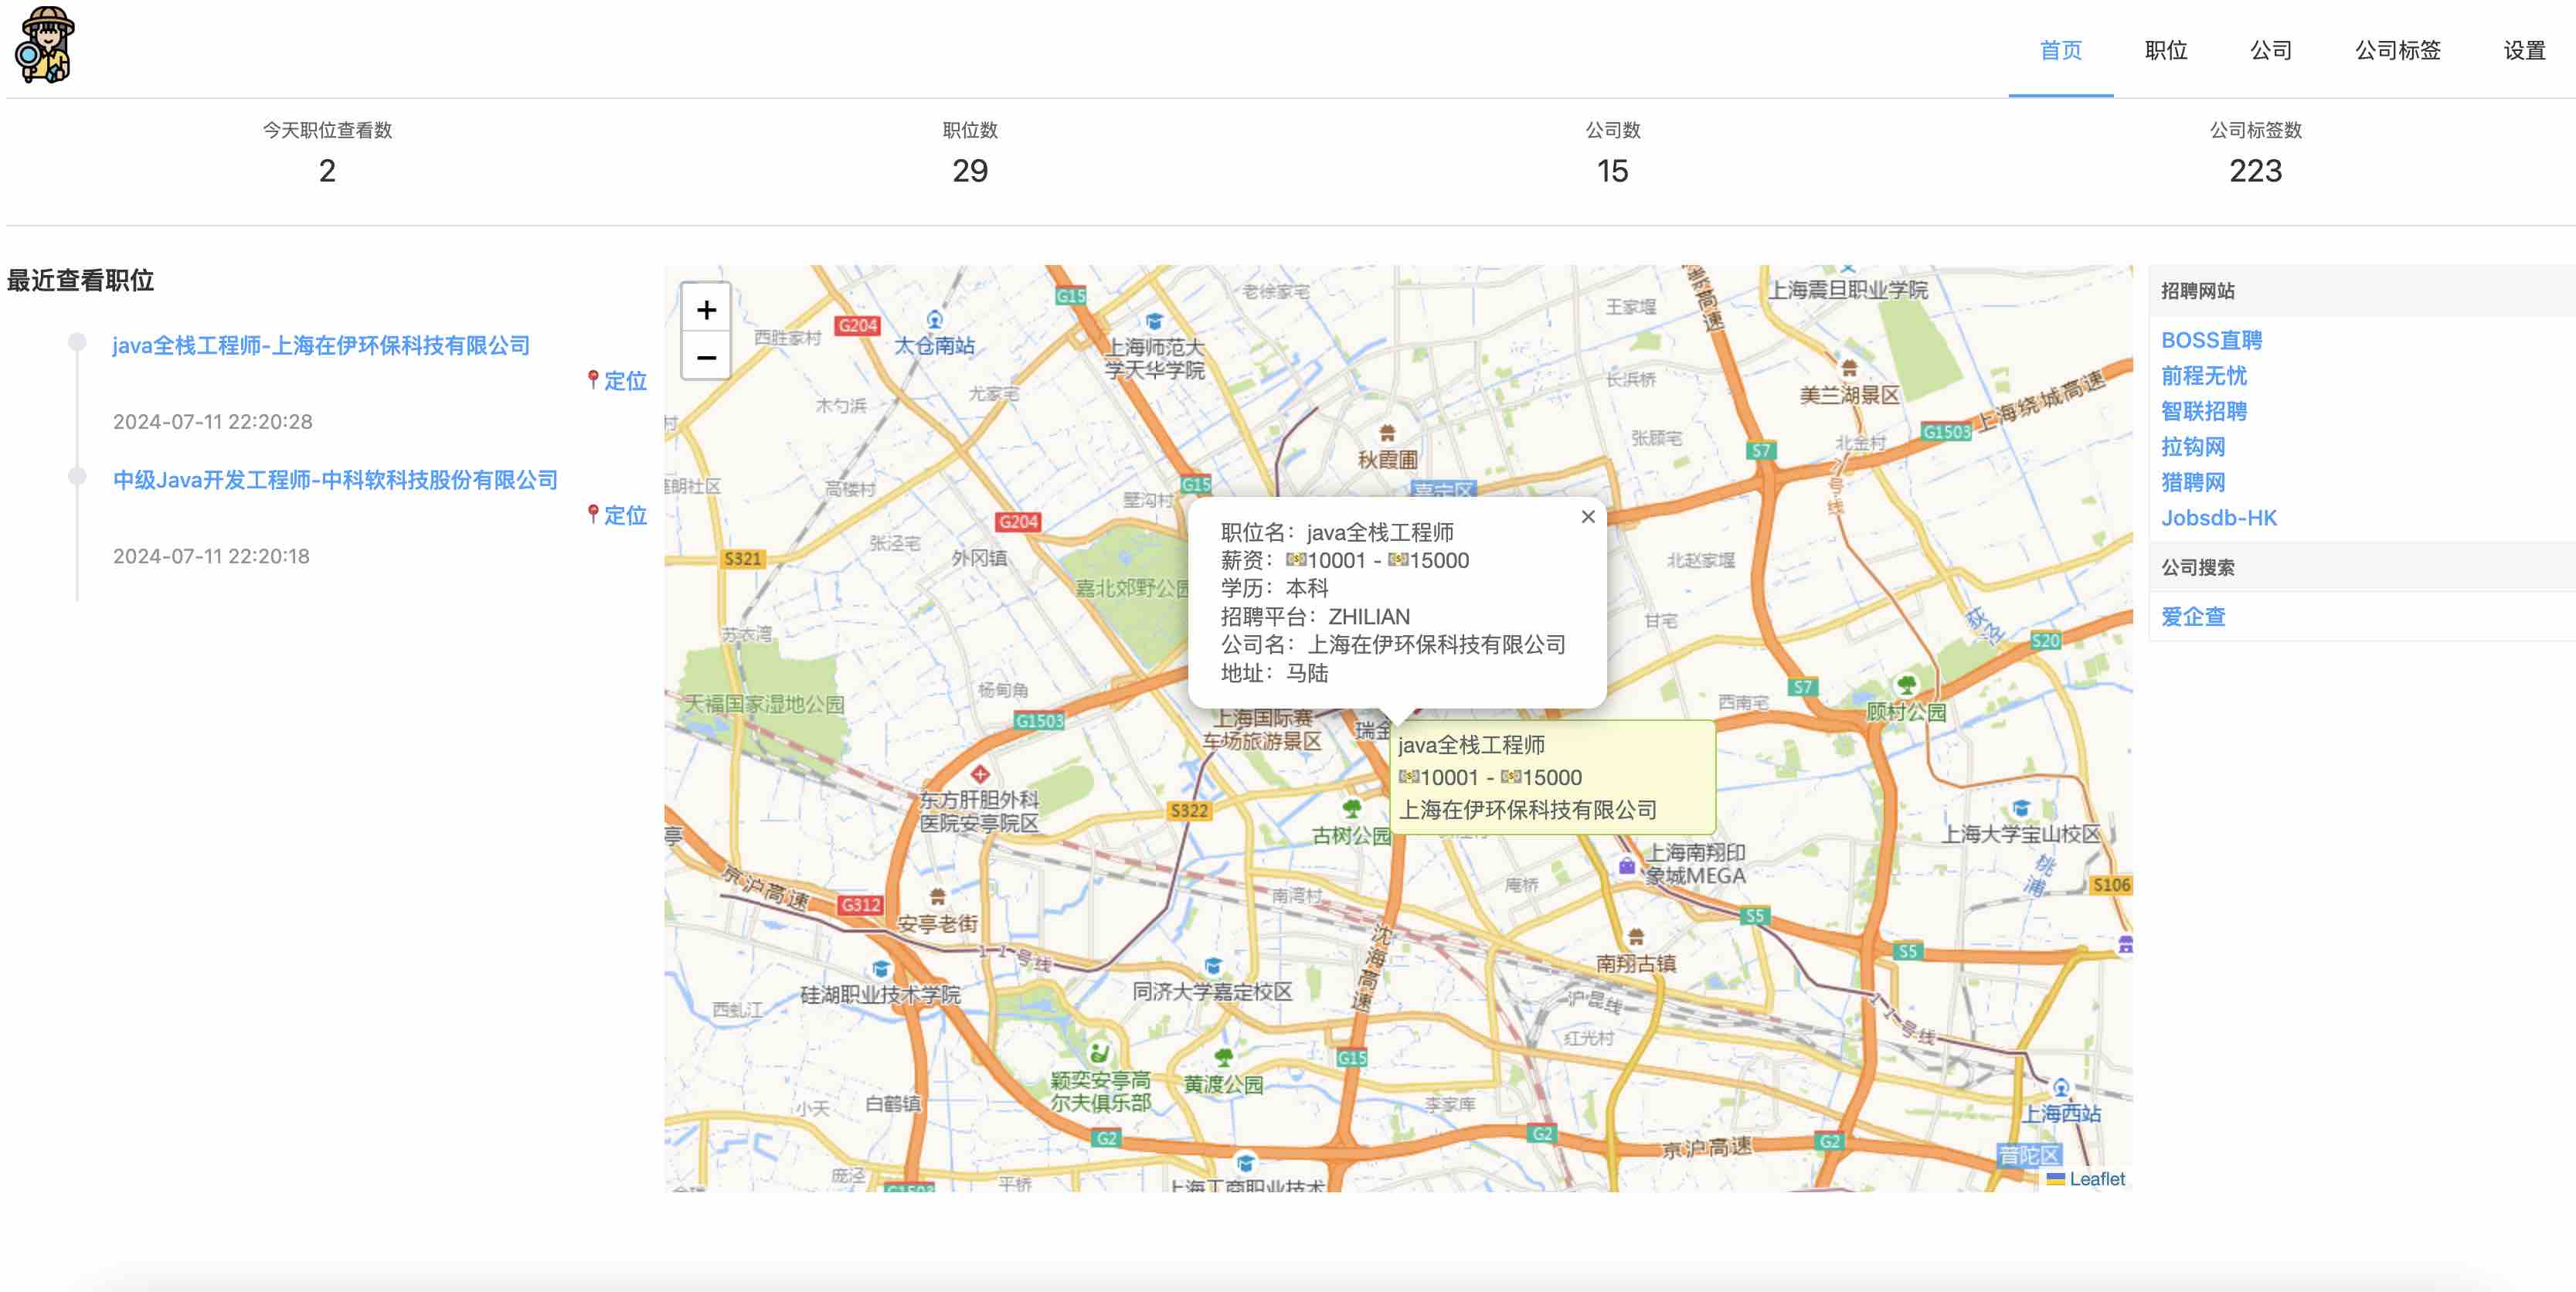 首页
职位
公司
公司标签
设置
今天职位查看数
2
职位数
29
公司数
15
公司标签数
223
最近查看职位
java全栈工程师-上海在伊环保科技有限公司
定位
2024-07-11 22:20:28
中级Java开发工程师-中科软科技股份有限公司
定位
2024-07-11 22:20:18
+
−
G15
老徐家宅
王家堰
上海震旦职业学院
西胜家村
G204
太仓南站
上海师范大
学天华学院
长浜桥
美兰湖景区
上海绕城高速
尤家宅
木勺浜
秋霞圃
张顾宅
S7
北金村
G1503
高楼村
墅沟村
G15
嘉定区
7号线
S321
张泾宅
G204
外冈镇
嘉北郊野公园
北赵家堰
甘宅
S20
苏衣湾
天福国家湿地公园
杨甸角
G1503
西南宅
S7
顾村公园
×
职位名：java全栈工程师
薪资：10001 - 15000
学历：本科
招聘平台：ZHILIAN
公司名：上海在伊环保科技有限公司
地址：马陆
上海国际赛
车场旅游景区
瑞金
java全栈工程师
10001 - 15000
上海在伊环保科技有限公司
东方肝胆外科
医院安亭院区
S322
古树公园
上海南翔印
象城MEGA
上海大学宝山校区
桃浦
S106
京沪高速
G312
安亭老街
南湾村
庵桥
S5
S5
11号线
沈海高速
南翔古镇
硅湖职业技术学院
西虬江
同济大学嘉定校区
沪昆线
红光村
11号线
G15
颖奕安亭高
尔夫俱乐部
黄渡公园
小天
白鹤镇
李家库
上海西站
G2
G2
京沪高速
G2
普陀区
庞泾
平桥
上海工商职业技术
Leaflet
招聘网站
BOSS直聘
前程无忧
智联招聘
拉钩网
猎聘网
Jobsdb-HK
公司搜索
爱企查